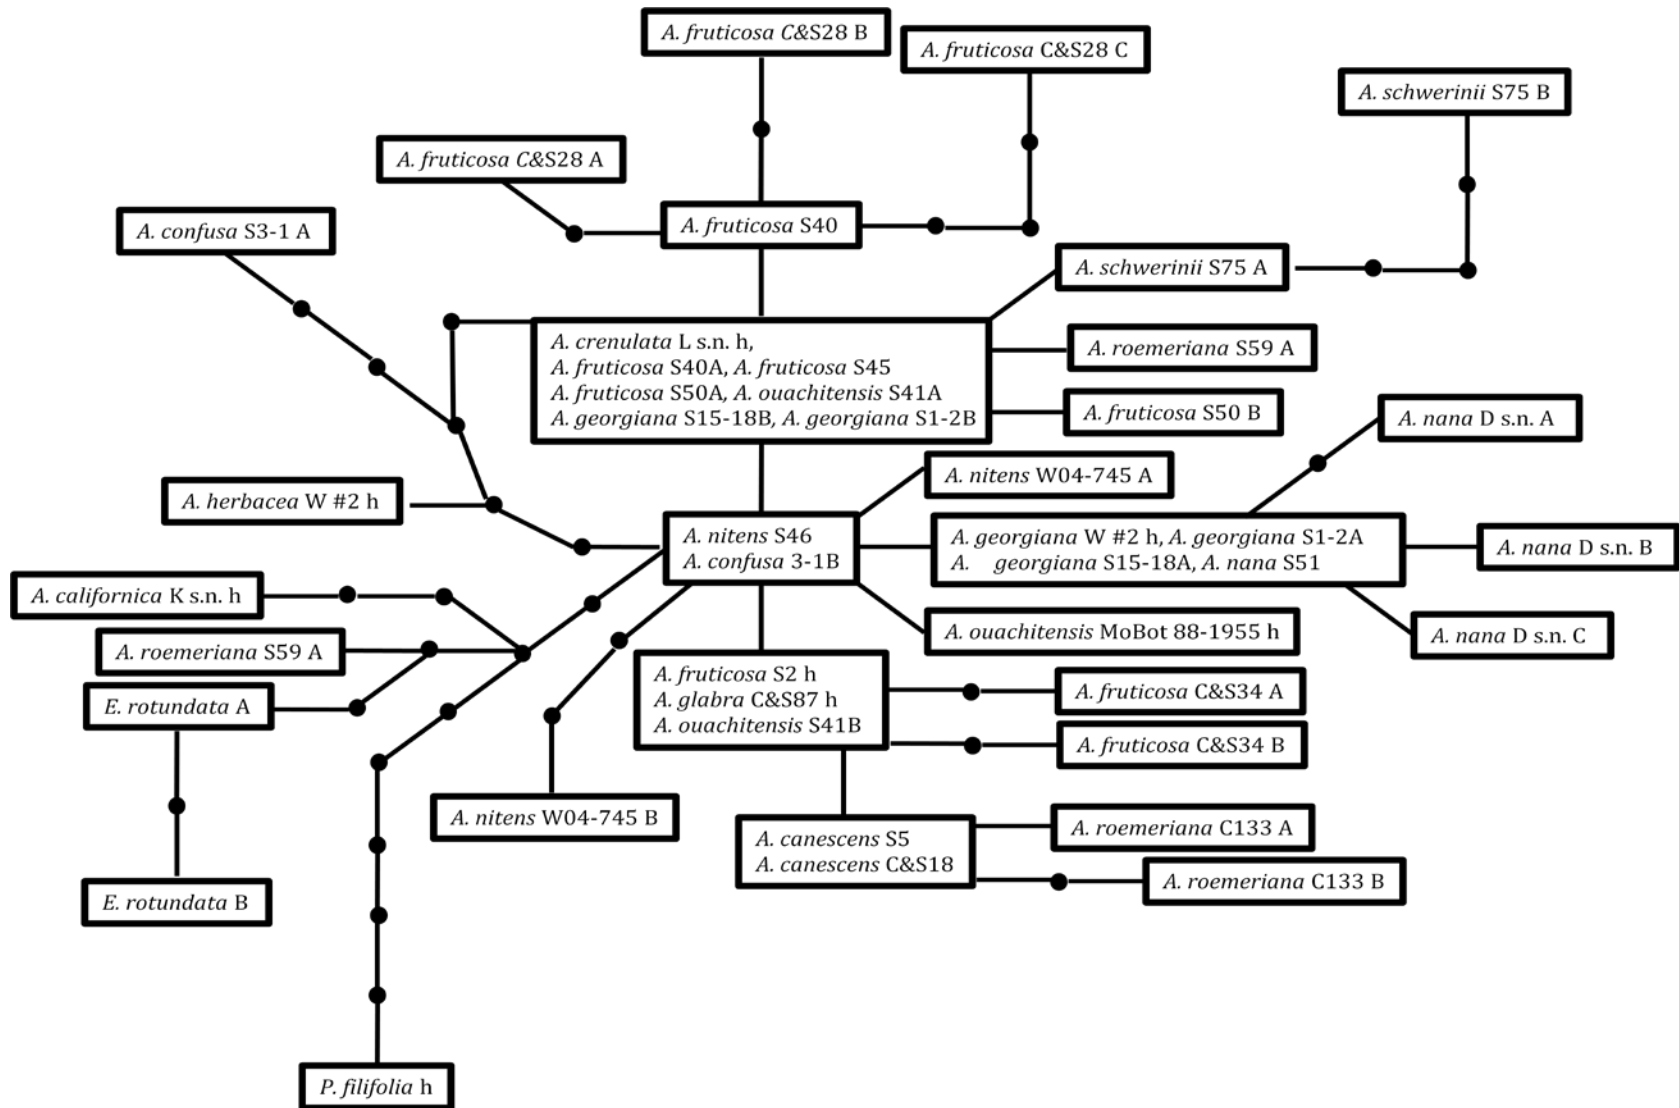 A. fruticosa C&S28 B
A. fruticosa C&S28 C
A. schwerinii S75 B
A. fruticosa C&S28 A
A. confusa S3-1 A
A. fruticosa S40
A. schwerinii S75 A
A. crenulata L s.n. h,
A. fruticosa S40A, A. fruticosa S45
A. fruticosa S50A, A. ouachitensis S41A
A. georgiana S15-18B, A. georgiana S1-2B
A. roemeriana S59 A
A. fruticosa S50 B
A. nana D s.n. A
A. nitens W04-745 A
A. herbacea W #2 h
A. nitens S46
A. confusa 3-1B
A. georgiana W #2 h, A. georgiana S1-2A
A. georgiana S15-18A, A. nana S51
A. nana D s.n. B
A. californica K s.n. h
A. ouachitensis MoBot 88-1955 h
A. nana D s.n. C
A. roemeriana S59 A
A. fruticosa S2 h
A. glabra C&S87 h
A. ouachitensis S41B
A. fruticosa C&S34 A
E. rotundata A
A. fruticosa C&S34 B
A. nitens W04-745 B
A. canescens S5
A. canescens C&S18
A. roemeriana C133 A
A. roemeriana C133 B
E. rotundata B
P. filifolia h